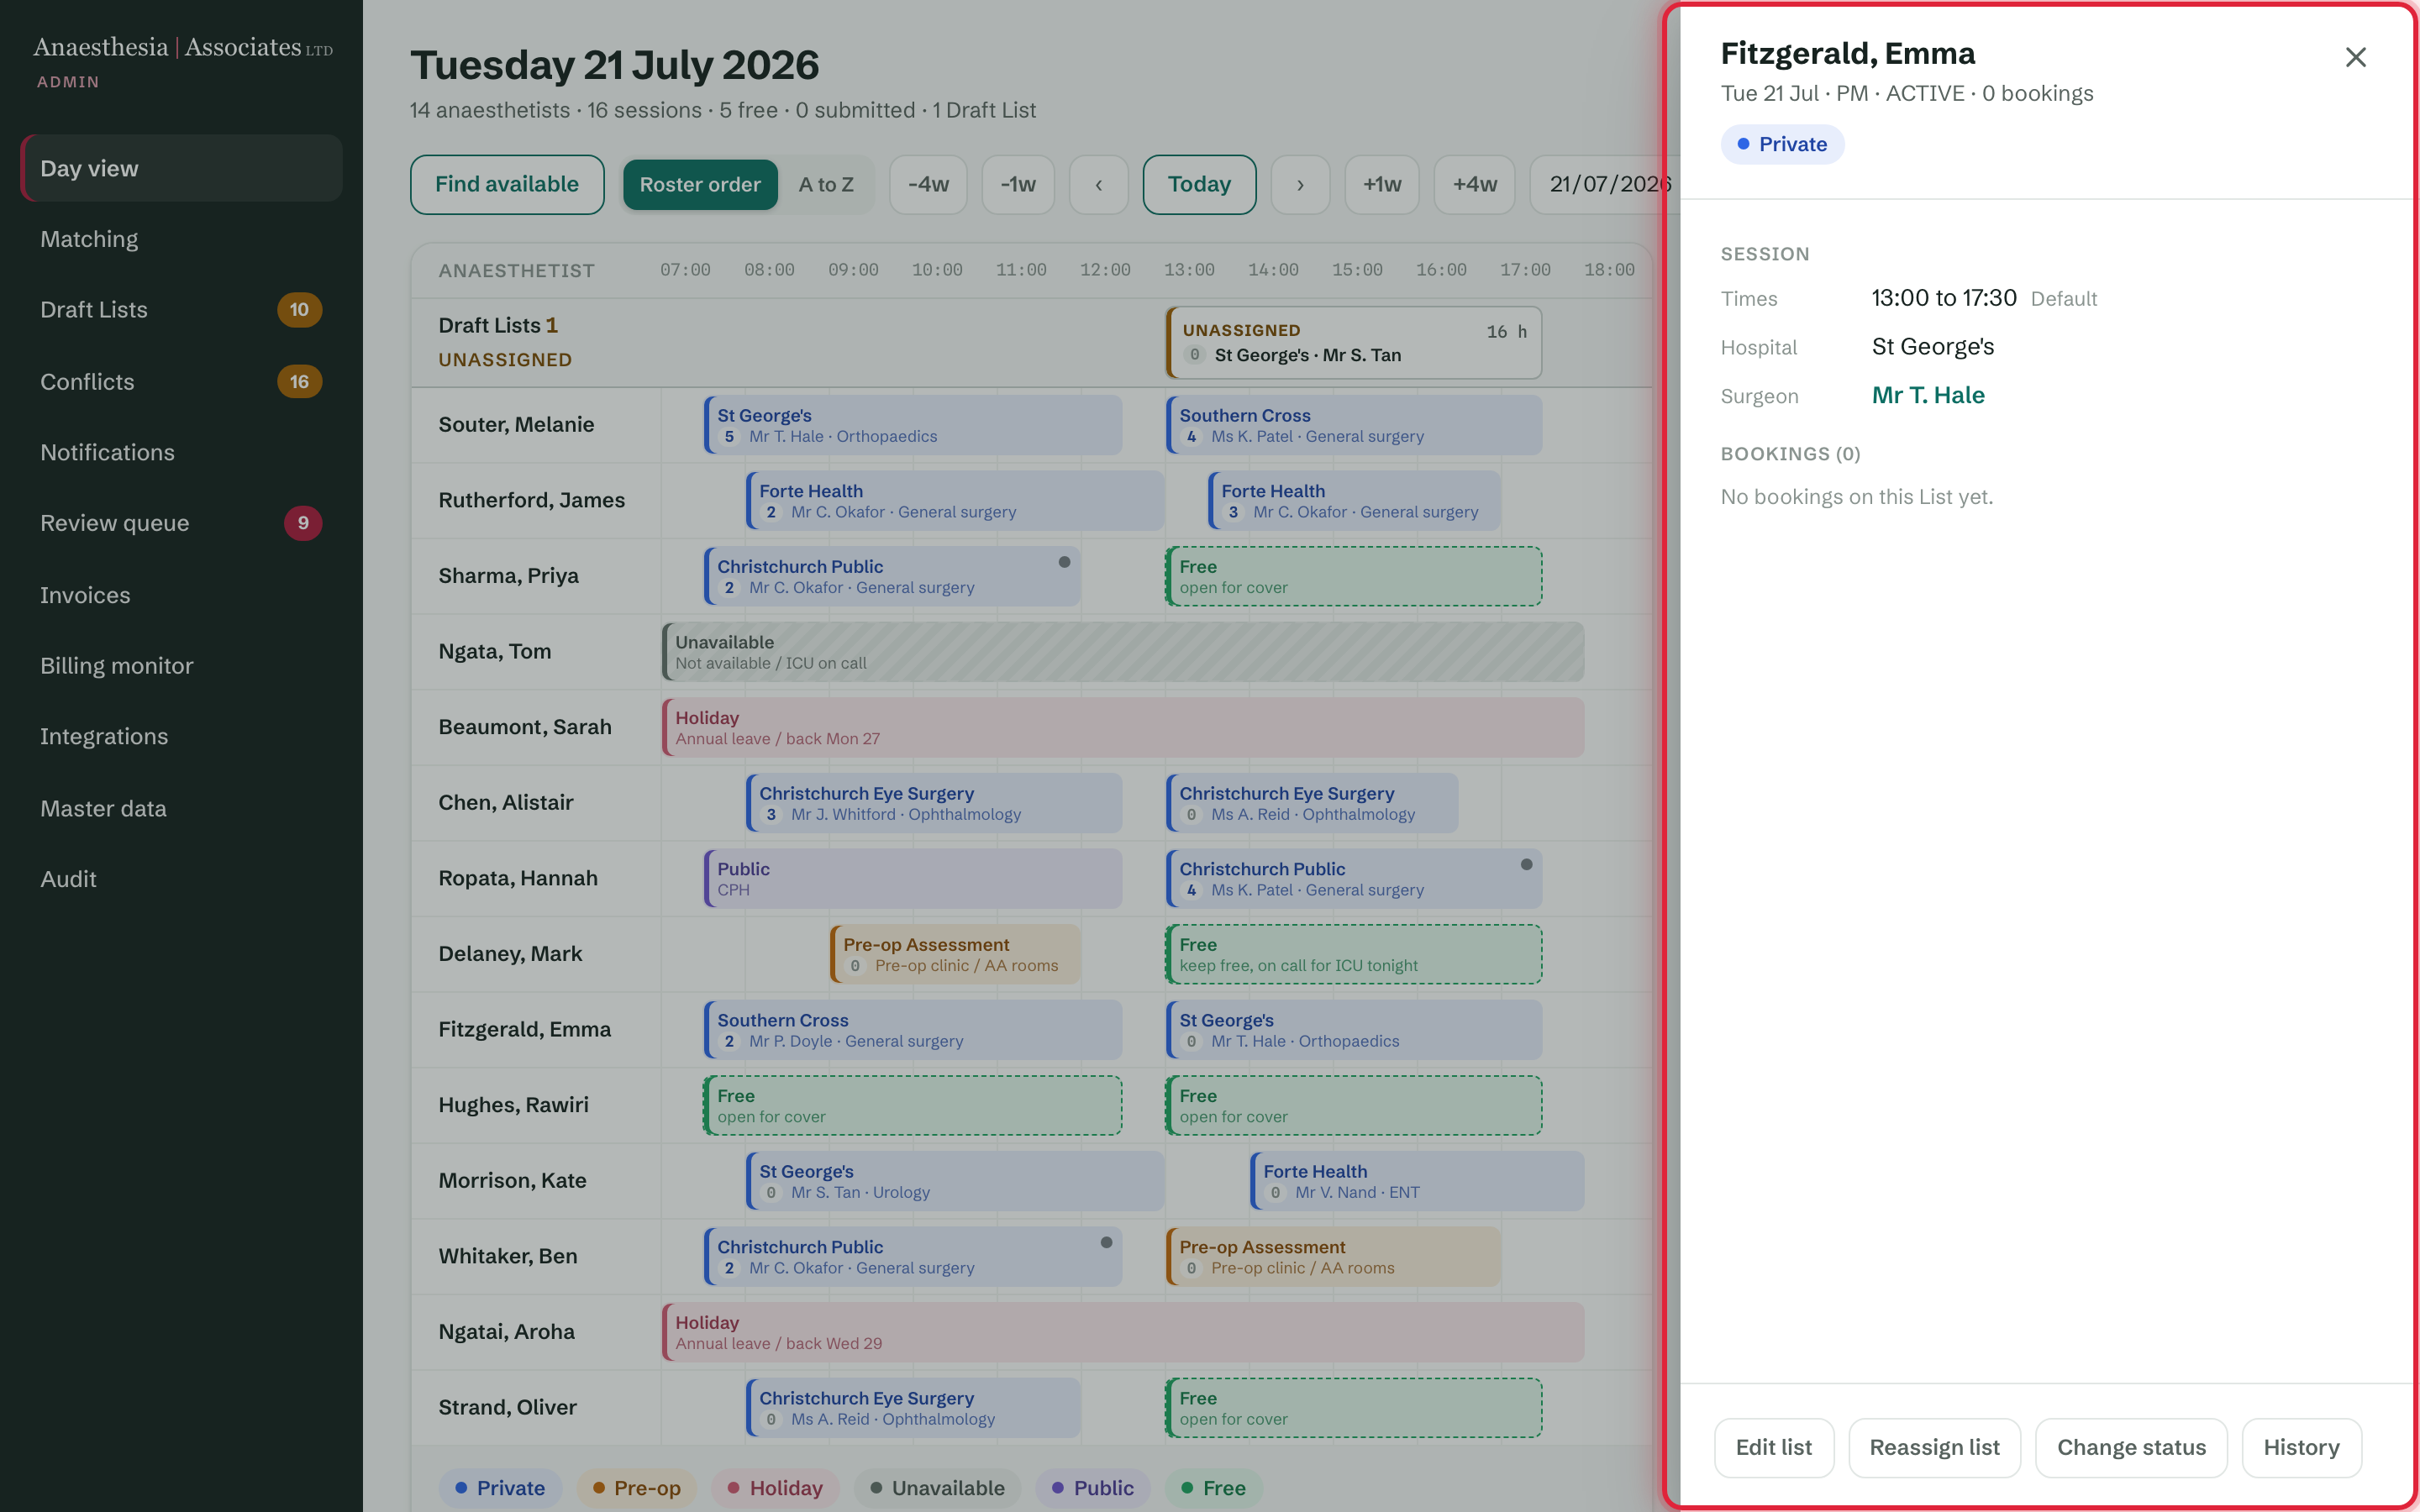 Anaesthesia | Associates LTD
ADMIN
Day view
Matching
Draft Lists 10
Conflicts 16
Notifications
Review queue 9
Invoices
Billing monitor
Integrations
Master data
Audit
Tuesday 21 July 2026
14 anaesthetists · 16 sessions · 5 free · 0 submitted · 1 Draft List
Find available Roster order A to Z -4w -1w ‹ Today › +1w +4w 21/07/2026
ANAESTHETIST 07:00 08:00 09:00 10:00 11:00 12:00 13:00 14:00 15:00 16:00 17:00 18:00
Draft Lists 1
UNASSIGNED
UNASSIGNED 16 h
0 St George's · Mr S. Tan
Souter, Melanie
St George's
5 Mr T. Hale · Orthopaedics
Southern Cross
4 Ms K. Patel · General surgery
Rutherford, James
Forte Health
2 Mr C. Okafor · General surgery
Forte Health
3 Mr C. Okafor · General surgery
Sharma, Priya
Christchurch Public
2 Mr C. Okafor · General surgery
Free
open for cover
Ngata, Tom
Unavailable
Not available / ICU on call
Beaumont, Sarah
Holiday
Annual leave / back Mon 27
Chen, Alistair
Christchurch Eye Surgery
3 Mr J. Whitford · Ophthalmology
Christchurch Eye Surgery
0 Ms A. Reid · Ophthalmology
Ropata, Hannah
Public
CPH
Christchurch Public
4 Ms K. Patel · General surgery
Delaney, Mark
Pre-op Assessment
0 Pre-op clinic / AA rooms
Free
keep free, on call for ICU tonight
Fitzgerald, Emma
Southern Cross
2 Mr P. Doyle · General surgery
St George's
0 Mr T. Hale · Orthopaedics
Hughes, Rawiri
Free
open for cover
Free
open for cover
Morrison, Kate
St George's
0 Mr S. Tan · Urology
Forte Health
0 Mr V. Nand · ENT
Whitaker, Ben
Christchurch Public
2 Mr C. Okafor · General surgery
Pre-op Assessment
0 Pre-op clinic / AA rooms
Ngatai, Aroha
Holiday
Annual leave / back Wed 29
Strand, Oliver
Christchurch Eye Surgery
0 Ms A. Reid · Ophthalmology
Free
open for cover
Private Pre-op Holiday Unavailable Public Free
Fitzgerald, Emma
Tue 21 Jul · PM · ACTIVE · 0 bookings
Private
SESSION
Times 13:00 to 17:30 Default
Hospital St George's
Surgeon Mr T. Hale
BOOKINGS (0)
No bookings on this List yet.
Edit list Reassign list Change status History